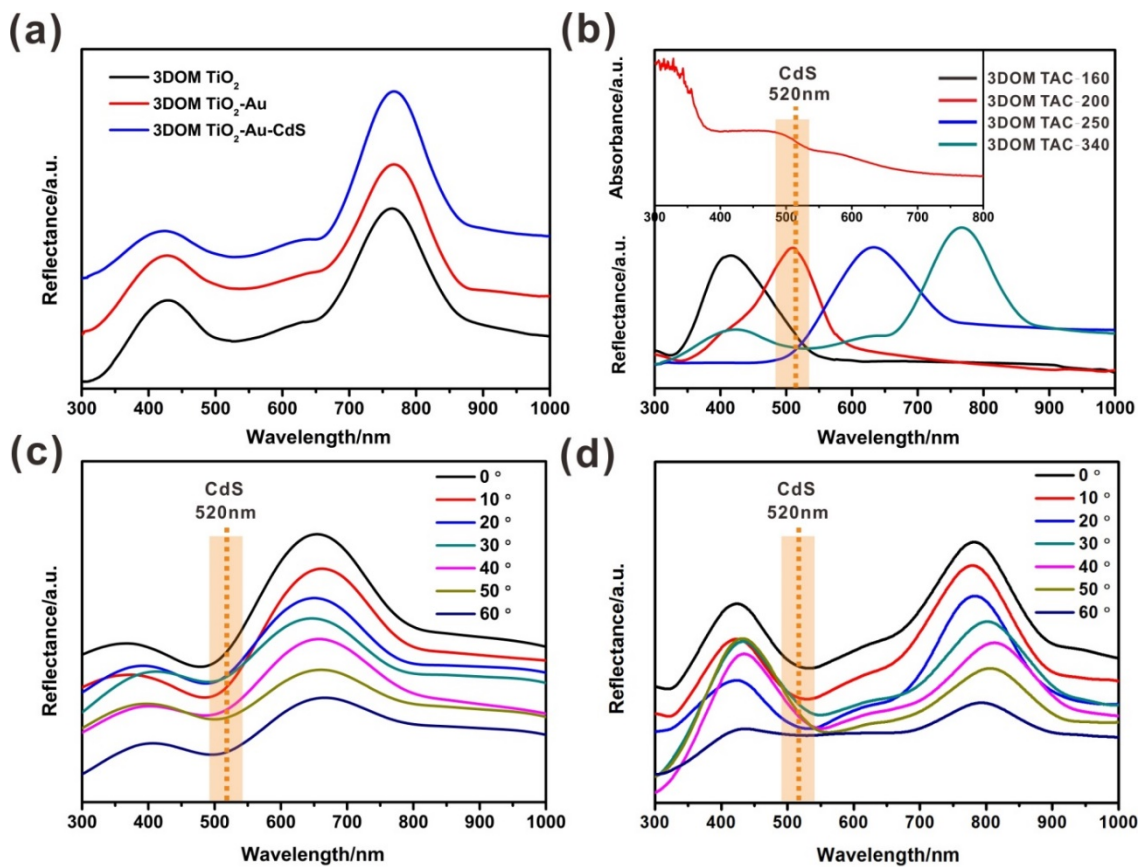 (a)
3DOM TiO2
3DOM TiO2-Au
3DOM TiO2-Au-CdS
Reflectance/a.u.
300 400 500 600 700 800 900 1000
Wavelength/nm
(b)
CdS
520nm
3DOM TAC-160
3DOM TAC-200
3DOM TAC-250
3DOM TAC-340
Absorbance/a.u.
300 400 500 600 700 800
Reflectance/a.u.
300 400 500 600 700 800 900 1000
Wavelength/nm
(c)
CdS
520nm
0 °
10 °
20 °
30 °
40 °
50 °
60 °
Reflectance/a.u.
300 400 500 600 700 800 900 1000
Wavelength/nm
(d)
CdS
520nm
0 °
10 °
20 °
30 °
40 °
50 °
60 °
Reflectance/a.u.
300 400 500 600 700 800 900 1000
Wavelength/nm